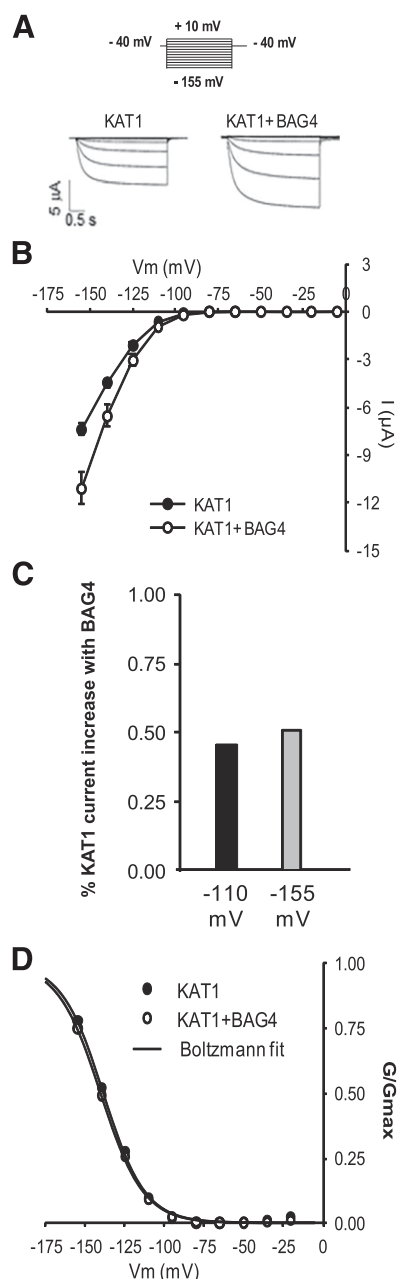 A
+ 10 mV
- 40 mV
- 40 mV
- 155 mV
KAT1
KAT1+BAG4
5 µA
0.5 s
B
Vm (mV)
-175 -150 -125 -100 -75 -50 -25 0
3
0
-3
-6
-9
-12
-15
I (µA)
KAT1
KAT1+BAG4
C
% KAT1 current increase with BAG4
1.00
0.75
0.50
0.25
0.00
-110 mV
-155 mV
D
KAT1
KAT1+BAG4
Boltzmann fit
1.00
0.75
0.50
0.25
0.00
G/Gmax
-175 -150 -125 -100 -75 -50 -25 0
Vm (mV)